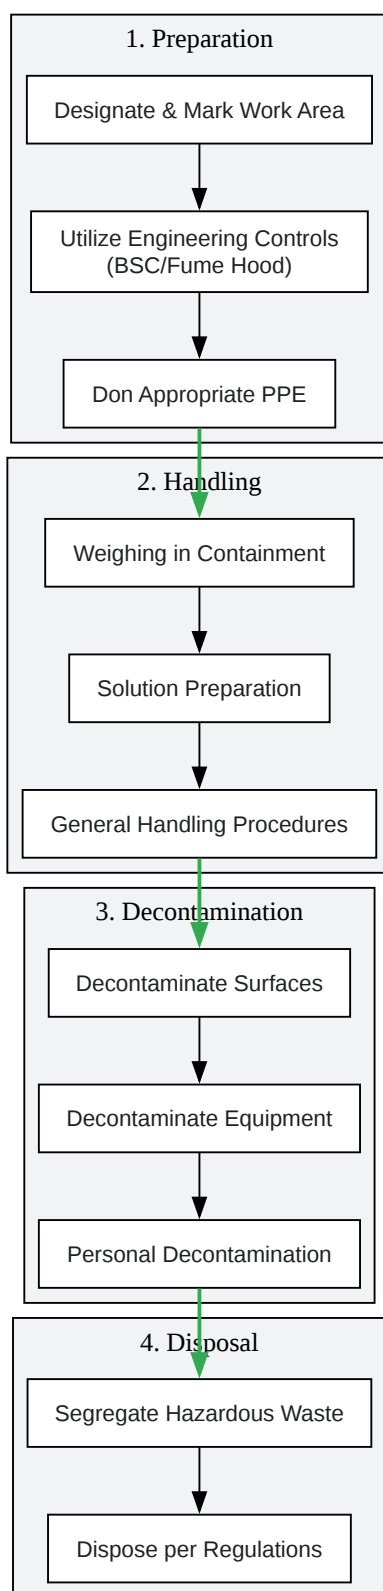 1. Preparation
Designate & Mark Work Area
Utilize Engineering Controls
(BSC/Fume Hood)
Don Appropriate PPE
2. Handling
Weighing in Containment
Solution Preparation
General Handling Procedures
3. Decontamination
Decontaminate Surfaces
Decontaminate Equipment
Personal Decontamination
4. Disposal
Segregate Hazardous Waste
Dispose per Regulations